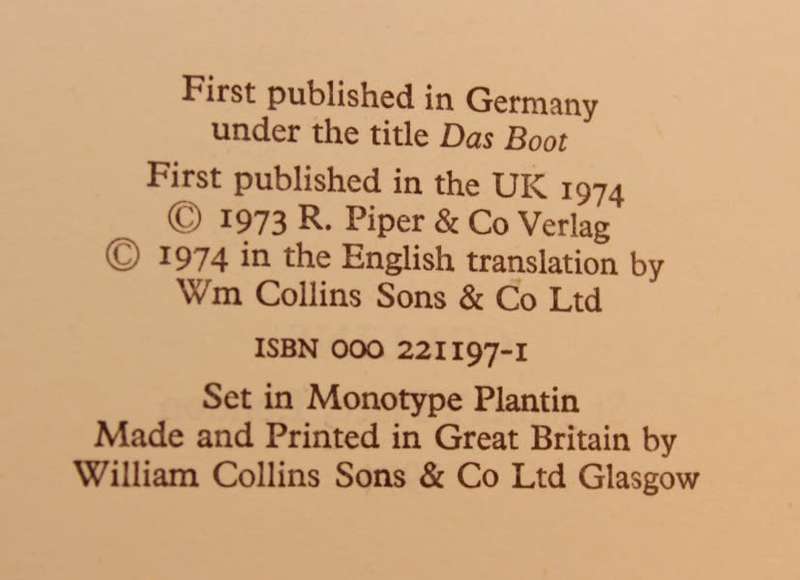 First published in Germany
under the title Das Boot
First published in the UK 1974
© 1973 R. Piper & Co Verlag
© 1974 in the English translation by
Wm Collins Sons & Co Ltd
ISBN 000 221197-1
Set in Monotype Plantin
Made and Printed in Great Britain by
William Collins Sons & Co Ltd Glasgow